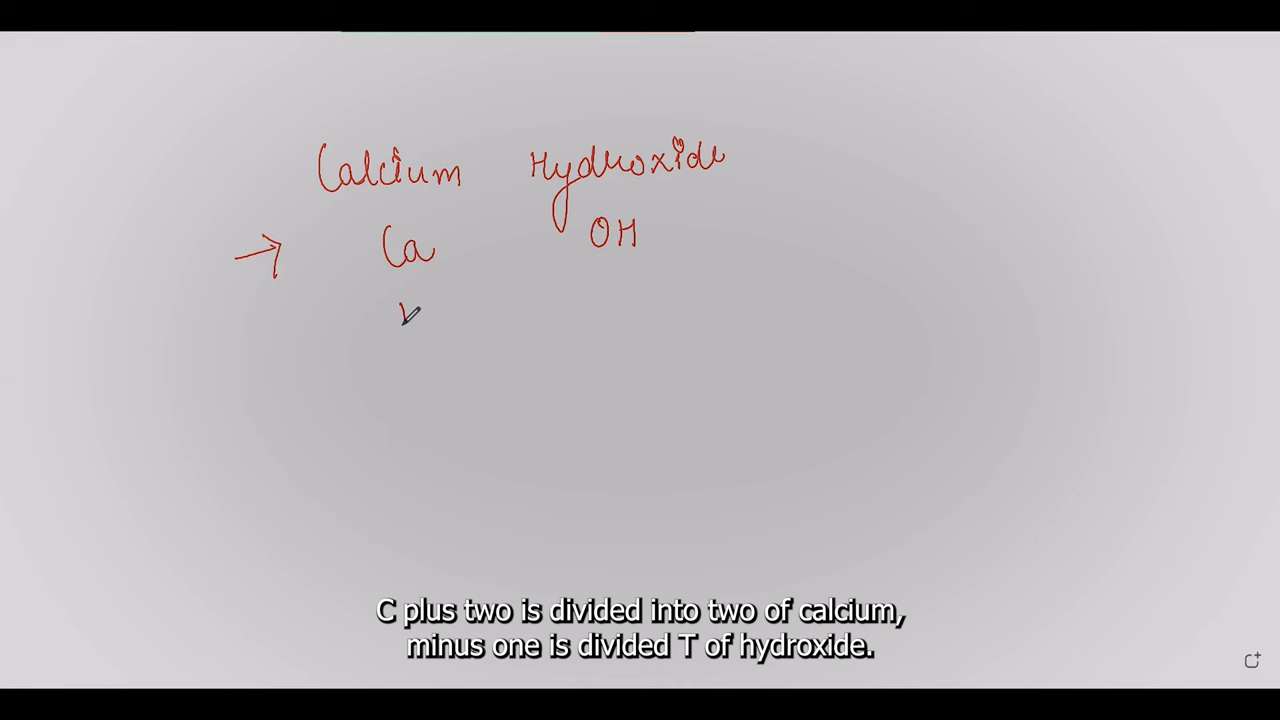 Calcium Hydroxide
→ Ca OH
C plus two is divided into two of calcium,
minus one is divided T of hydroxide.